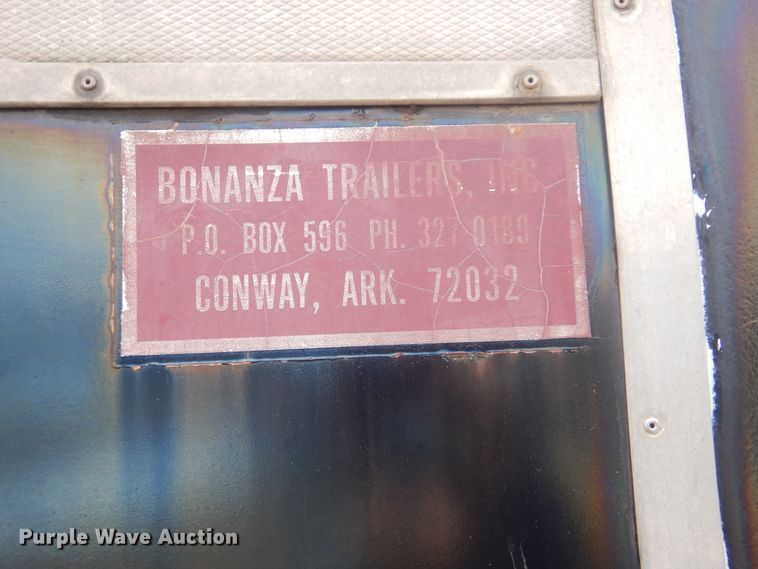 BONANZA TRAILERS, INC
P.O. BOX 596 PH. 327-0189
CONWAY, ARK. 72032
Purple Wave Auction